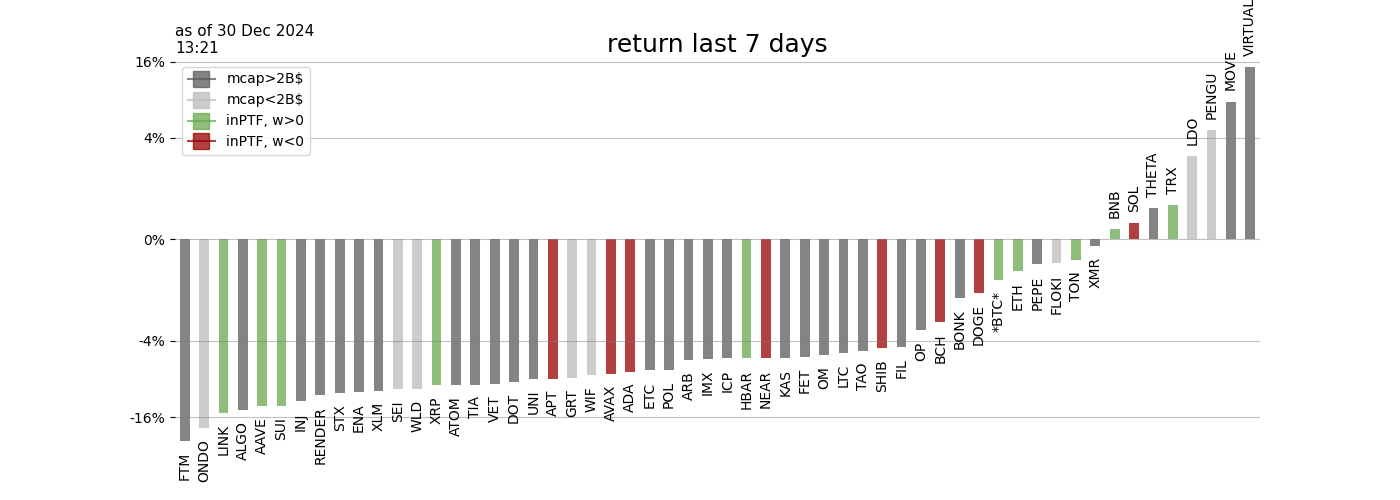 as of 30 Dec 2024
13:21
return last 7 days
16%
4%
0%
-4%
-16%
mcap>2B$
mcap<2B$
inPTF, w>0
inPTF, w<0
FTM
ONDO
LINK
ALGO
AAVE
SUI
INJ
RENDER
STX
ENA
XLM
SEI
WLD
XRP
ATOM
TIA
VET
DOT
UNI
APT
GRT
WIF
AVAX
ADA
ETC
POL
ARB
IMX
ICP
HBAR
NEAR
KAS
FET
OM
LTC
TAO
SHIB
FIL
OP
BCH
BONK
DOGE
*BTC*
ETH
PEPE
FLOKI
TON
XMR
BNB
SOL
THETA
TRX
LDO
PENGU
MOVE
VIRTUAL